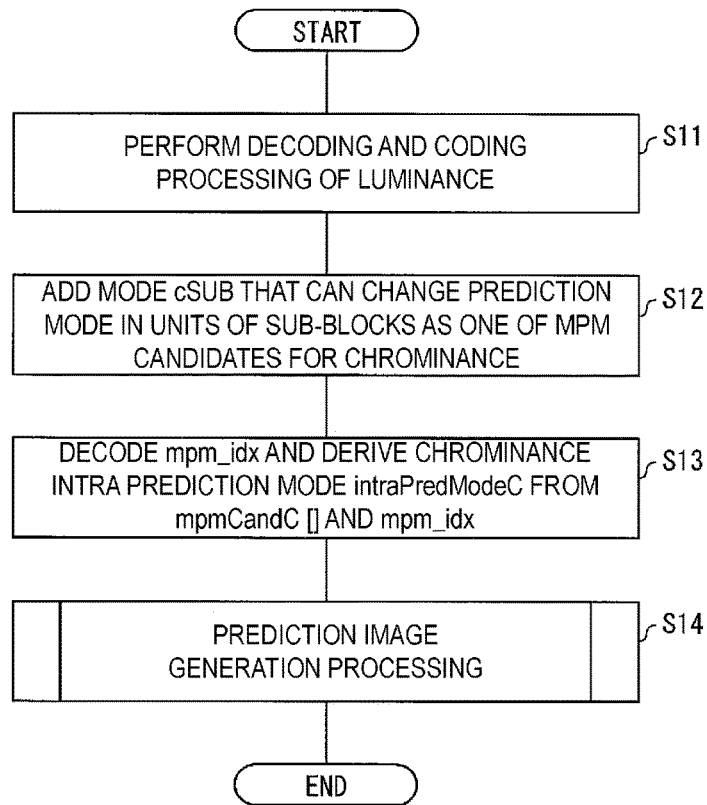 START
PERFORM DECODING AND CODING
PROCESSING OF LUMINANCE
S11
ADD MODE cSUB THAT CAN CHANGE PREDICTION
MODE IN UNITS OF SUB-BLOCKS AS ONE OF MPM
CANDIDATES FOR CHROMINANCE
S12
DECODE mpm_idx AND DERIVE CHROMINANCE
INTRA PREDICTION MODE intraPredModeC FROM
mpmCandC [] AND mpm_idx
S13
PREDICTION IMAGE
GENERATION PROCESSING
S14
END